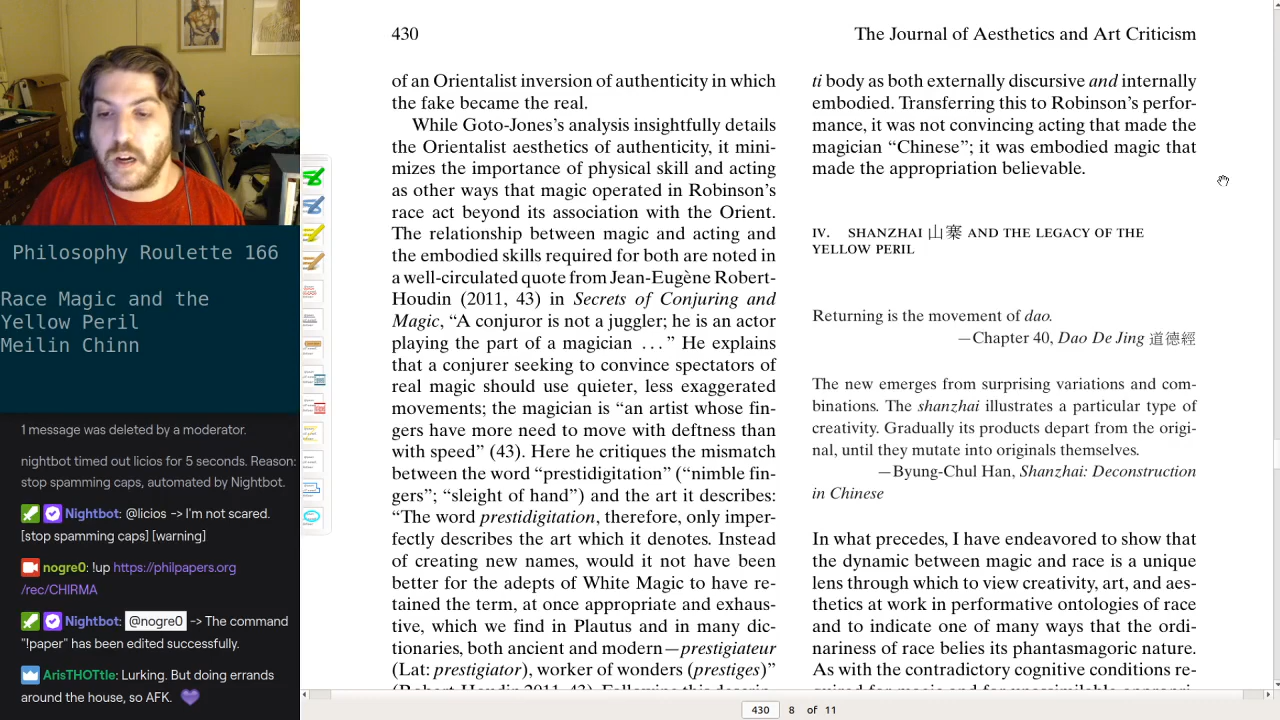 430
The Journal of Aesthetics and Art Criticism
of an Orientalist inversion of authenticity in which
the fake became the real.
While Goto-Jones's analysis insightfully details
the Orientalist aesthetics of authenticity, it mini-
mizes the importance of physical skill and acting
as other ways that magic operated in Robinson's
race act beyond its association with the Orient.
The relationship between magic and acting and
the embodied skills required for both are noted in
a well-circulated quote from Jean-Eugène Robert-
Houdin (2011, 43) in Secrets of Conjuring and
Magic, “A conjuror is not a juggler; he is an actor
playing the part of a magician …” He explains
that a conjurer seeking to convince spectators of
real magic would use quieter, less exaggerated
movements; the magician is “an artist whose fin-
gers have more need to move with deftness than
with speed” (43). He also critiques the mismatch
between the word “prestidigitation” (“nimble fin-
gers”; “sleight of hand”) and the art it describes:
“The word prestidigitation, therefore, only imper-
fectly describes the art which it denotes. Instead
of creating new names, would it not have been
better for the adepts of White Magic to have re-
tained the term, at once appropriate and exhaus-
tive, which we find in Plautus and in many dic-
tionaries, both ancient and modern—prestigiateur
(Lat: prestigiator), worker of wonders (prestiges)”
(Robert-Houdin 2011, 43). Following this
ti body as both externally discursive and internally
embodied. Transferring this to Robinson's perfor-
mance, it was not convincing acting that made the
magician “Chinese”; it was embodied magic that
made the appropriation believable.
IV. SHANZHAI 山寨 AND THE LEGACY OF THE
YELLOW PERIL
Returning is the movement of dao.
—Chapter 40, Dao De Jing 道德經
The new emerges from surprising variations and com-
binations. The shanzhai illustrates a particular type of
creativity. Gradually its products depart from the orig-
inal, until they mutate into originals themselves.
—Byung-Chul Han, Shanzhai: Deconstruction
in Chinese
In what precedes, I have endeavored to show that
the dynamic between magic and race is a unique
lens through which to view creativity, art, and aes-
thetics at work in performative ontologies of race
and to indicate one of many ways that the ordi-
nariness of race belies its phantasmagoric nature.
As with the contradictory cognitive conditions re-
quired for magic and for unassimilable
Philosophy Roulette 166
Race Magic and the
Yellow Peril
Meilin Chinn
1 message was deleted by a moderator.
nightbot timed out licios for 5 seconds. Reason:
stop spamming caps, automated by Nightbot.
Nightbot: @licios -> I'm not scared.
[stop spamming caps] [warning]
nogre0: !up https://philpapers.org
/rec/CHIRMA
Nightbot: @nogre0 -> The command
"!paper" has been edited successfully.
ArisTHOTtle: Lurking. But doing errands
around the house, so AFK.
430 8 of 11